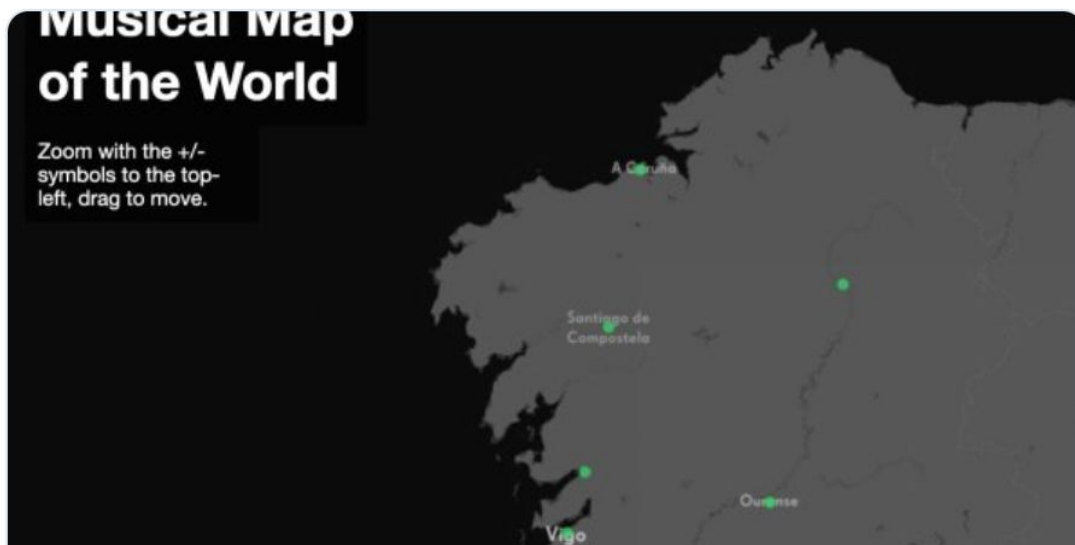 Musical Map
of the World
Zoom with the +/-
symbols to the top-
left, drag to move.
A Coruña
Santiago de
Compostela
Ourense
Vigo